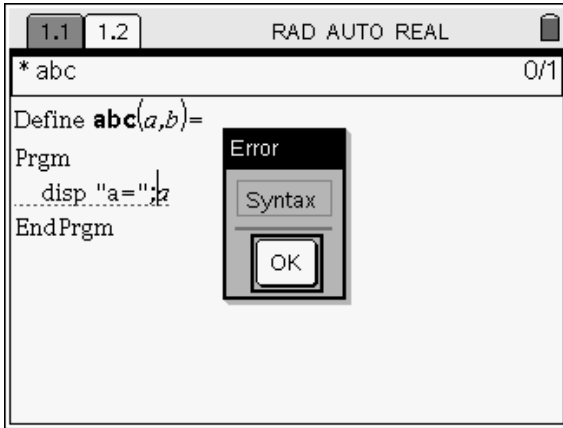 1.1 1.2 RAD AUTO REAL
* abc 0/1
Define abc(a,b)=
Prgm
disp "a=";a
EndPrgm
Error
Syntax
OK